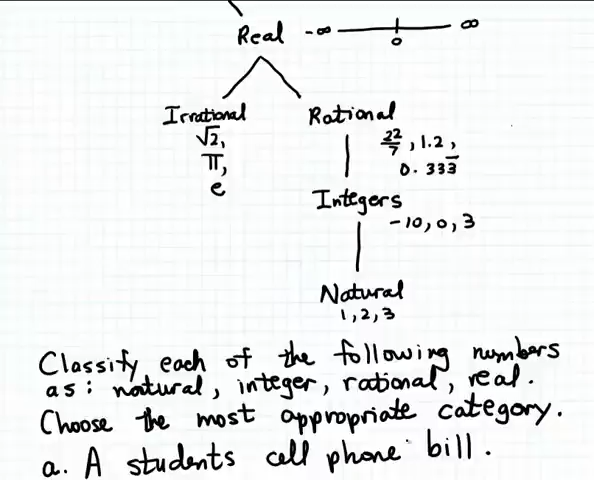 Real -∞ ∞
0
Irrational Rational
√2, 22/7, 1.2,
π, 0.333̅
e
Integers
-10, 0, 3
Natural
1, 2, 3
Classify each of the following numbers
as: natural, integer, rational, real.
Choose the most appropriate category.
a. A students cell phone bill.